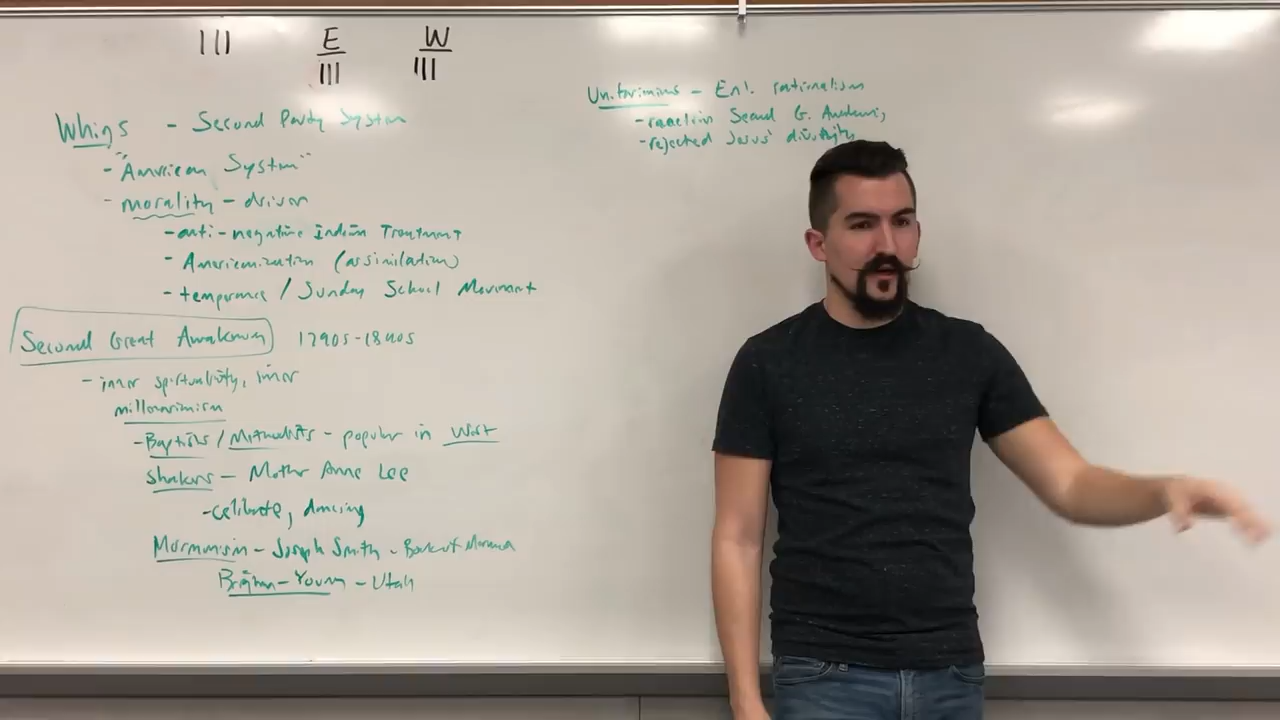 ||| E W
||| |||
Whigs - Second Party System
- "American System"
- morality - driven
- anti-negative Indian Treatment
- Americanization (assimilation)
- temperance / Sunday School Movement
Second Great Awakening 1790s-1840s
- inner spirituality, inner
millenarianism
- Baptists / Methodists - popular in West
Shakers - Mother Anne Lee
- celibate, dancing
Mormonism - Joseph Smith - Book of Mormon
Brigham-Young - Utah
Unitarians - Enl. rationalism
- Second G. Awakening
- rejected Jesus' divinity